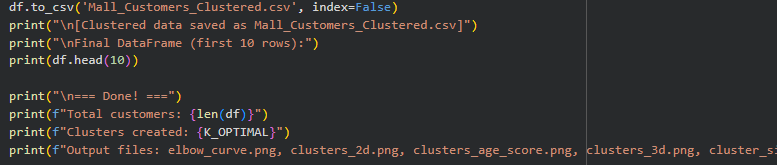 df.to_csv('Mall_Customers_Clustered.csv', index=False)
print("\n[Clustered data saved as Mall_Customers_Clustered.csv]")
print("\nFinal DataFrame (first 10 rows):")
print(df.head(10))
print("\n=== Done! ===")
print(f"Total customers: {len(df)}")
print(f"Clusters created: {K_OPTIMAL}")
print(f"Output files: elbow_curve.png, clusters_2d.png, clusters_age_score.png, clusters_3d.png, cluster_s